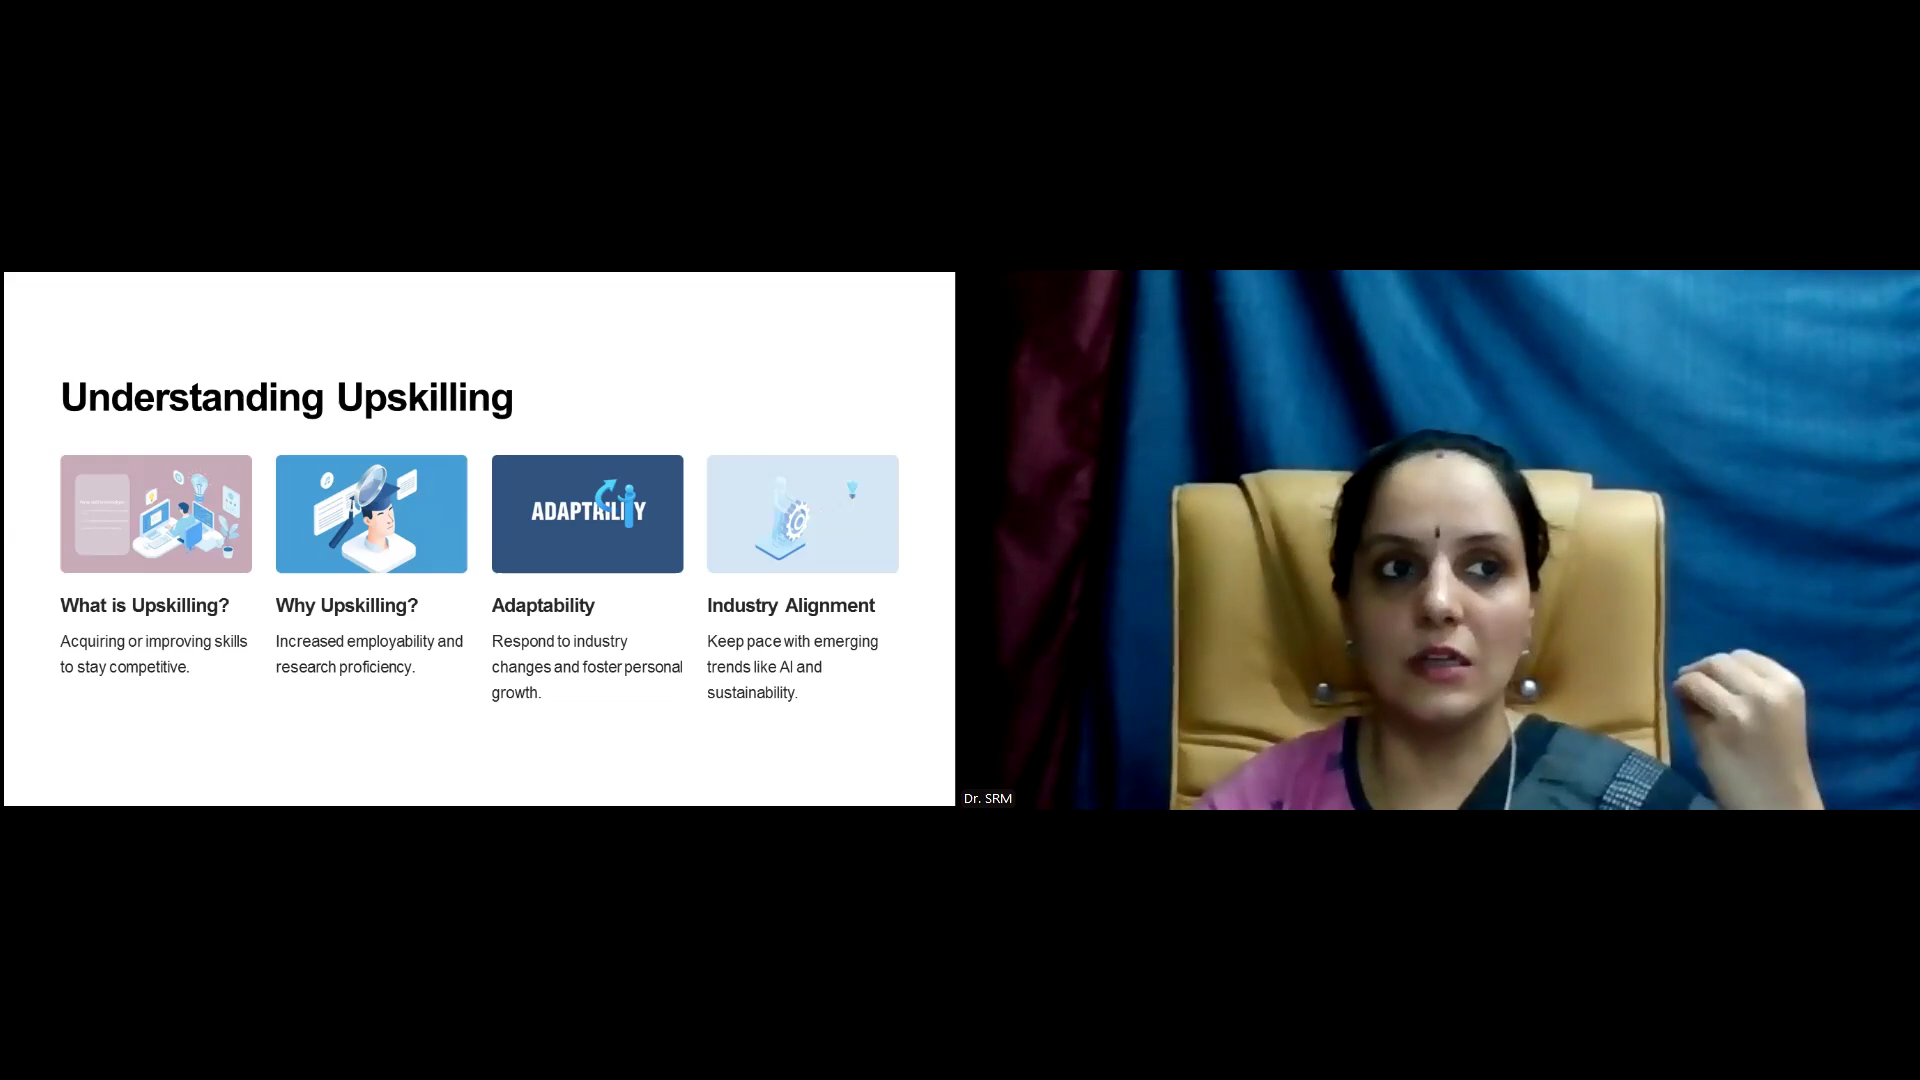 Understanding Upskilling
ADAPTABILITY
What is Upskilling?
Acquiring or improving skills
to stay competitive.
Why Upskilling?
Increased employability and
research proficiency.
Adaptability
Respond to industry
changes and foster personal
growth.
Industry Alignment
Keep pace with emerging
trends like AI and
sustainability.
Dr. SRM